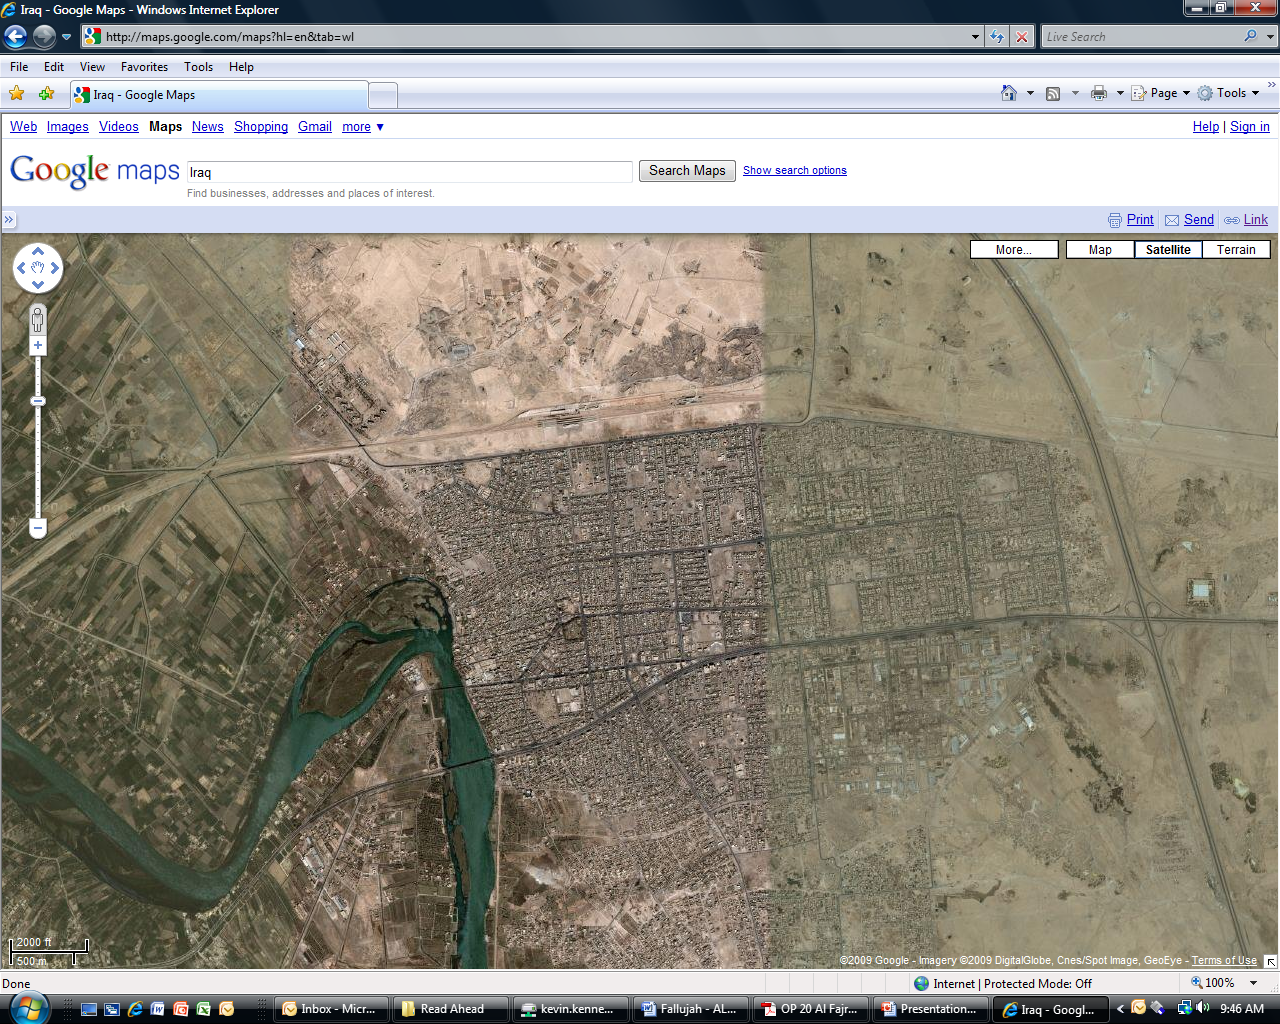 Iraq - Google Maps - Windows Internet Explorer
http://maps.google.com/maps?hl=en&tab=wl
Live Search
File Edit View Favorites Tools Help
Iraq - Google Maps
Page Tools
Web Images Videos Maps News Shopping Gmail more ▼
Help | Sign in
Google maps
Iraq
Search Maps
Show search options
Find businesses, addresses and places of interest.
Print Send Link
More... Map Satellite Terrain
2000 ft
500 m
©2009 Google - Imagery ©2009 DigitalGlobe, Cnes/Spot Image, GeoEye - Terms of Use
Done
Internet | Protected Mode: Off
100%
Inbox - Micr...
Read Ahead
kevin.kenne...
Fallujah - AL...
OP 20 Al Fajr...
Presentation...
Iraq - Googl...
9:46 AM